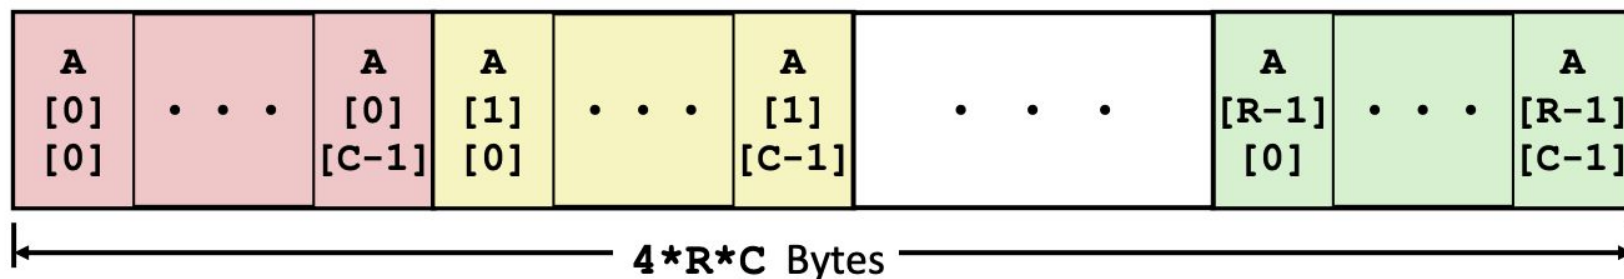 A · · · A A · · · A · · · A · · · A
[0] [0] [1] [1] [R-1] [R-1]
[0] [C-1] [0] [C-1] [0] [C-1]
4*R*C Bytes